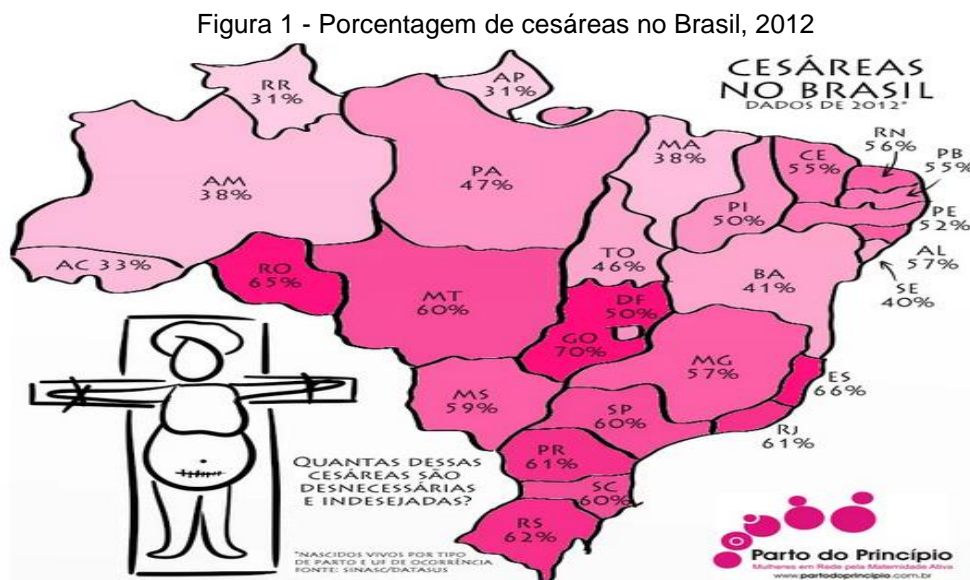 Figura 1 - Porcentagem de cesáreas no Brasil, 2012
CESÁREAS
NO BRASIL
DADOS DE 2012*
RR
31%
AP
31%
AM
38%
PA
47%
MA
38%
CE
55%
RN
56%
PB
55%
PI
50%
PE
52%
AC 33%
RO
65%
TO
46%
AL
57%
BA
41%
SE
40%
MT
60%
DF
50%
GO
70%
MG
57%
ES
66%
MS
59%
SP
60%
RJ
61%
PR
61%
SC
60%
RS
62%
QUANTAS DESSAS
CESÁREAS SÃO
DESNECESSÁRIAS
E INDESEJADAS?
*NASCIDOS VIVOS POR TIPO
DE PARTO E UF DE OCORRÊNCIA
FONTE: SINASC/DATASUS
Parto do Princípio
Mulheres em Rede pela Maternidade Ativa
www.partodoprincipio.com.br